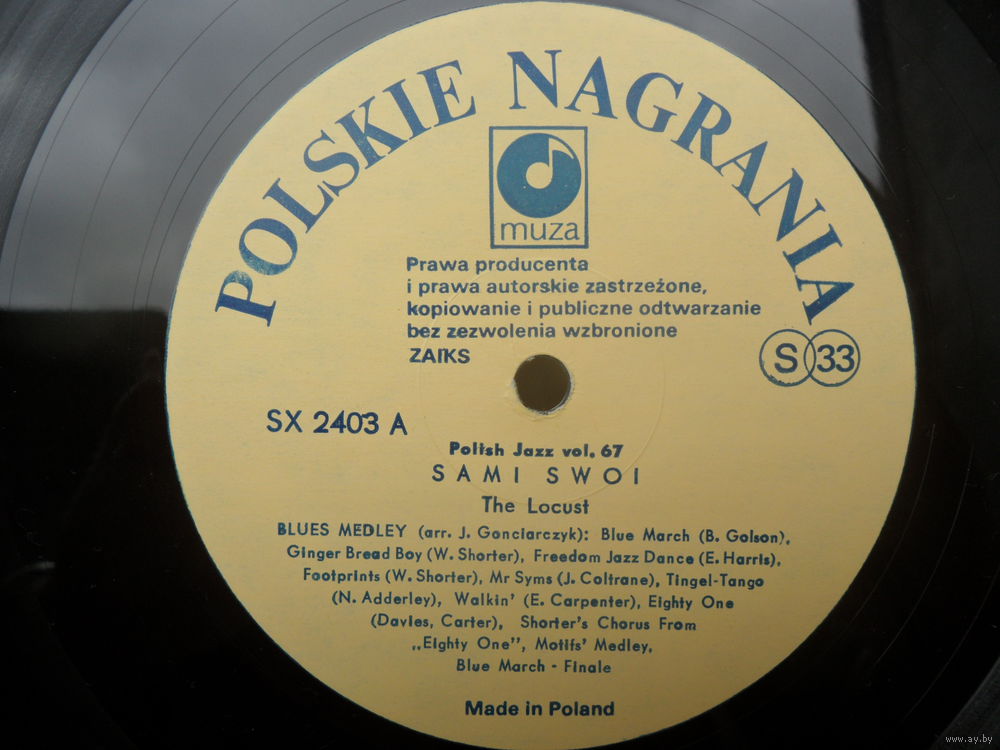 POLSKIE NAGRANIA
muza
Prawa producenta
i prawa autorskie zastrzeżone,
kopiowanie i publiczne odtwarzanie
bez zezwolenia wzbronione
ZAIKS
S 33
SX 2403 A
Polish Jazz vol. 67
SAMI SWOI
The Locust
BLUES MEDLEY (arr. J. Gonciarczyk): Blue March (B. Golson),
Ginger Bread Boy (W. Shorter), Freedom Jazz Dance (E. Harris),
Footprints (W. Shorter), Mr Syms (J. Coltrane), Tingel-Tango
(N. Adderley), Walkin' (E. Carpenter), Eighty One
(Davies, Carter), Shorter's Chorus From
„Eighty One”, Motifs' Medley,
Blue March - Finale
Made in Poland
www.ay.by